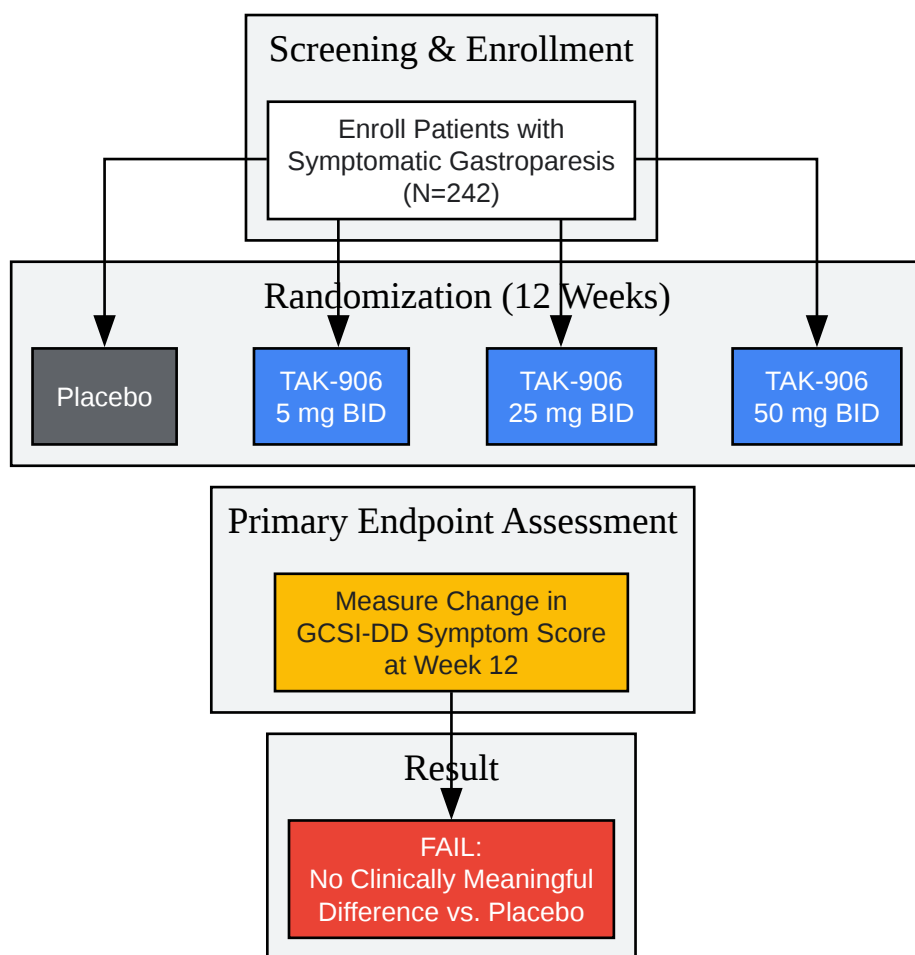 Screening & Enrollment
Enroll Patients with
Symptomatic Gastroparesis
(N=242)
Randomization (12 Weeks)
Placebo
TAK-906
5 mg BID
TAK-906
25 mg BID
TAK-906
50 mg BID
Primary Endpoint Assessment
Measure Change in
GCSI-DD Symptom Score
at Week 12
Result
FAIL:
No Clinically Meaningful
Difference vs. Placebo